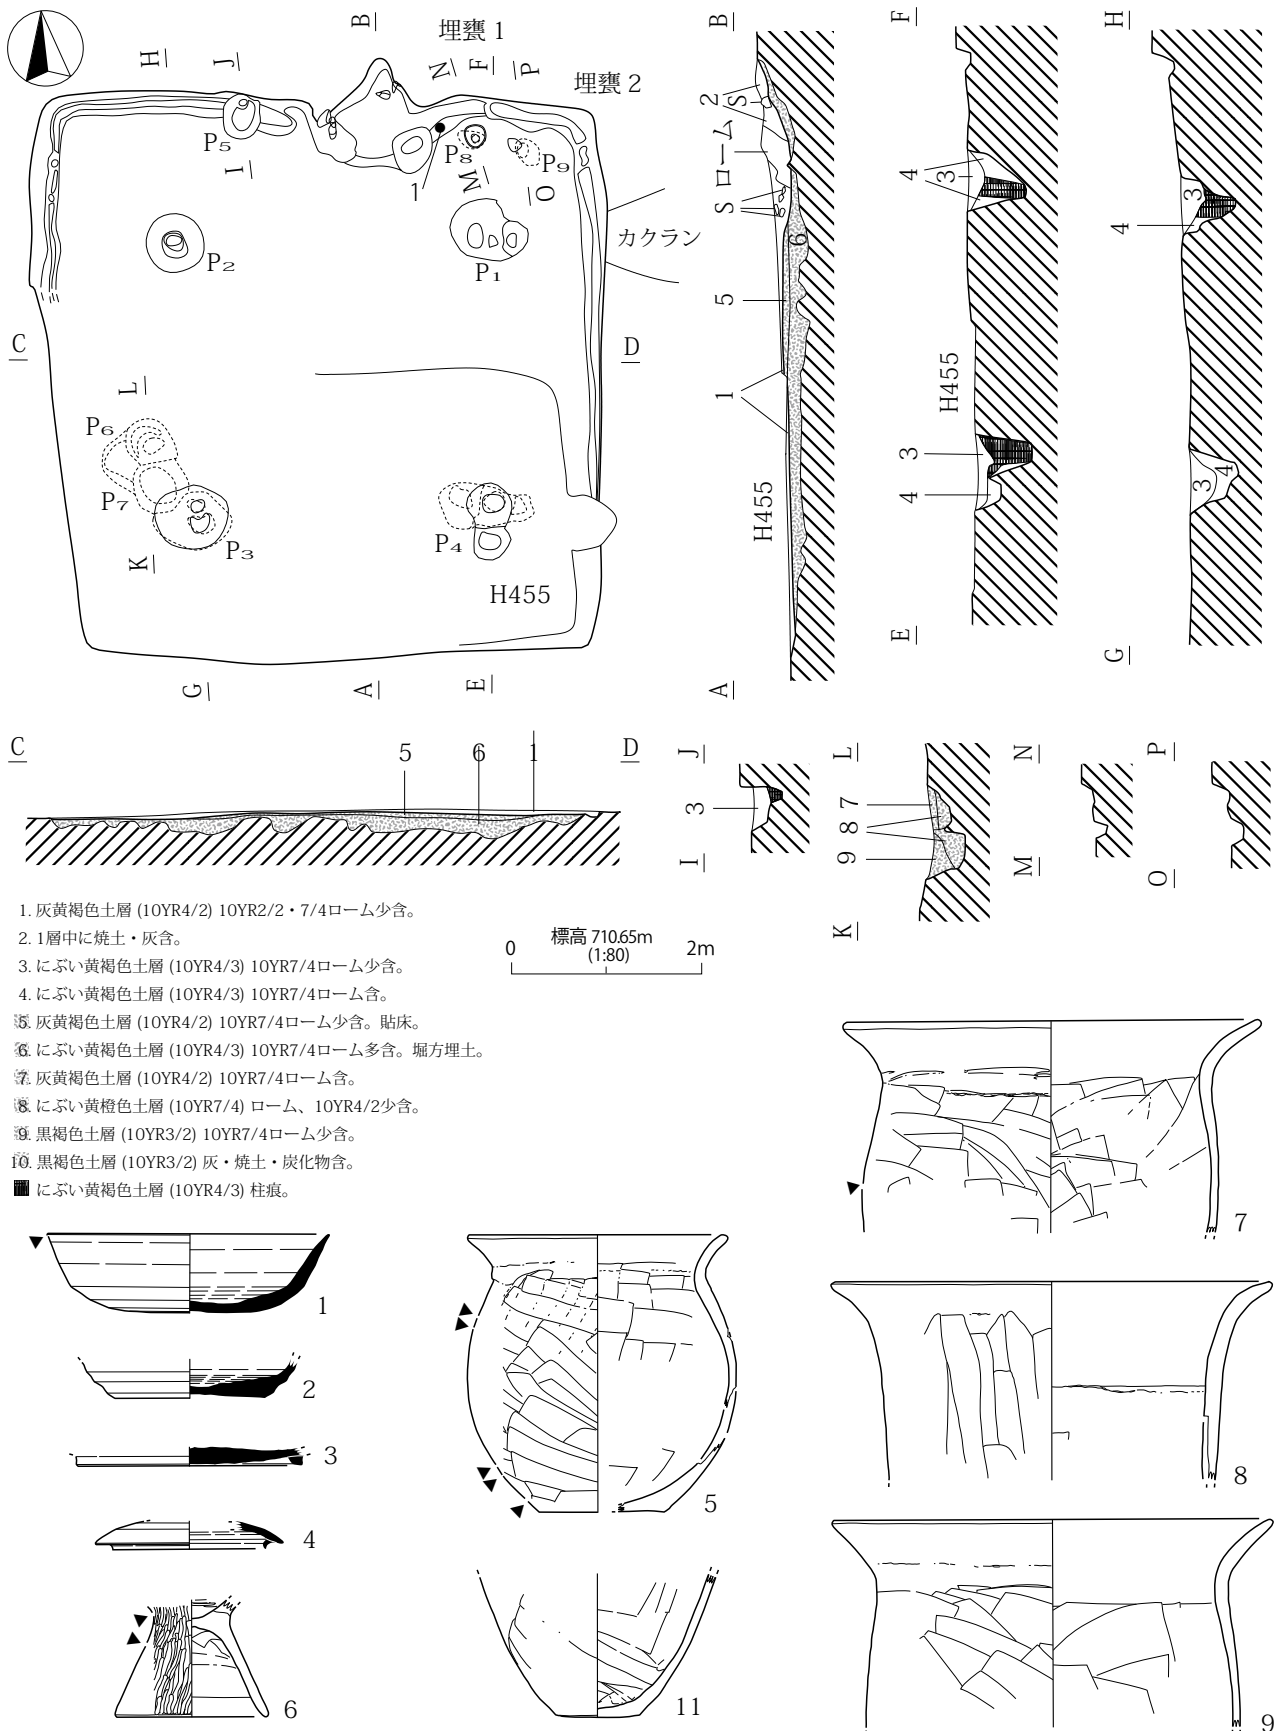 B
埋甕 1
H
J
N
F
P
埋甕 2
P5
P8
P9
I
1
M
O
P2
P1
カクラン
C
D
L
P6
P7
P3
K
P4
H455
G
A
E
B
2
S
ローム
S
6
5
1
H455
A
F
4
3
H455
3
4
E
H
3
4
4
3
G
C
5
6
1
D
J
3
I
L
7
8
9
K
N
M
P
O
1. 灰黄褐色土層 (10YR4/2) 10YR2/2・7/4ローム少含。
2. 1層中に焼土・灰含。
3. にぶい黄褐色土層 (10YR4/3) 10YR7/4ローム少含。
4. にぶい黄褐色土層 (10YR4/3) 10YR7/4ローム含。
5. 灰黄褐色土層 (10YR4/2) 10YR7/4ローム少含。貼床。
6. にぶい黄褐色土層 (10YR4/3) 10YR7/4ローム多含。堀方埋土。
7. 灰黄褐色土層 (10YR4/2) 10YR7/4ローム含。
8. にぶい黄橙色土層 (10YR7/4) ローム、10YR4/2少含。
9. 黒褐色土層 (10YR3/2) 10YR7/4ローム少含。
10. 黒褐色土層 (10YR3/2) 灰・焼土・炭化物含。
にぶい黄褐色土層 (10YR4/3) 柱痕。
標高 710.65m
0 (1:80) 2m
1
2
3
4
6
5
11
7
8
9